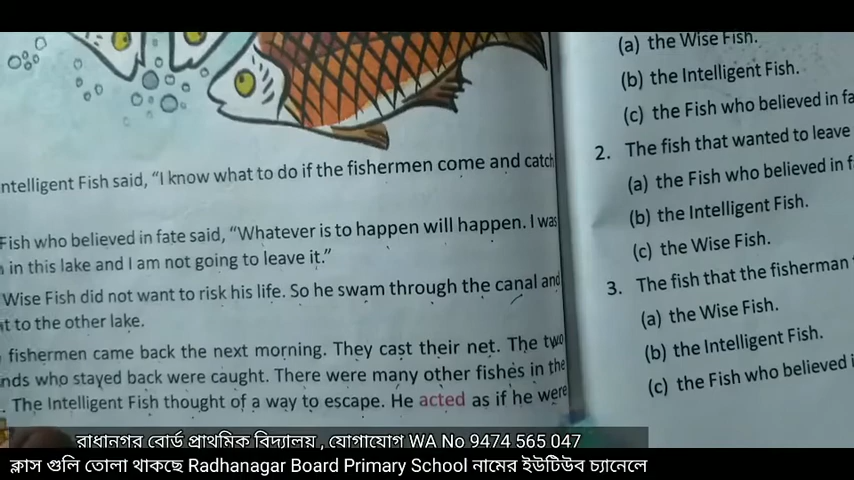 ntelligent Fish said, "I know what to do if the fishermen come and catch
Fish who believed in fate said, "Whatever is to happen will happen. I was
in this lake and I am not going to leave it."
Wise Fish did not want to risk his life. So he swam through the canal and
t to the other lake.
fishermen came back the next morning. They cast their net. The two
nds who stayed back were caught. There were many other fishes in the
. The Intelligent Fish thought of a way to escape. He acted as if he were
(a) the Wise Fish.
(b) the Intelligent Fish.
(c) the Fish who believed in fa
2. The fish that wanted to leave
(a) the Fish who believed in f
(b) the Intelligent Fish.
(c) the Wise Fish.
3. The fish that the fisherman
(a) the Wise Fish.
(b) the Intelligent Fish.
(c) the Fish who believed i
রাধানগর বোর্ড প্রাথমিক বিদ্যালয় , যোগাযোগ WA No 9474 565 047
ক্লাস গুলি তোলা থাকছে Radhanagar Board Primary School নামের ইউটিউব চ্যানেলে